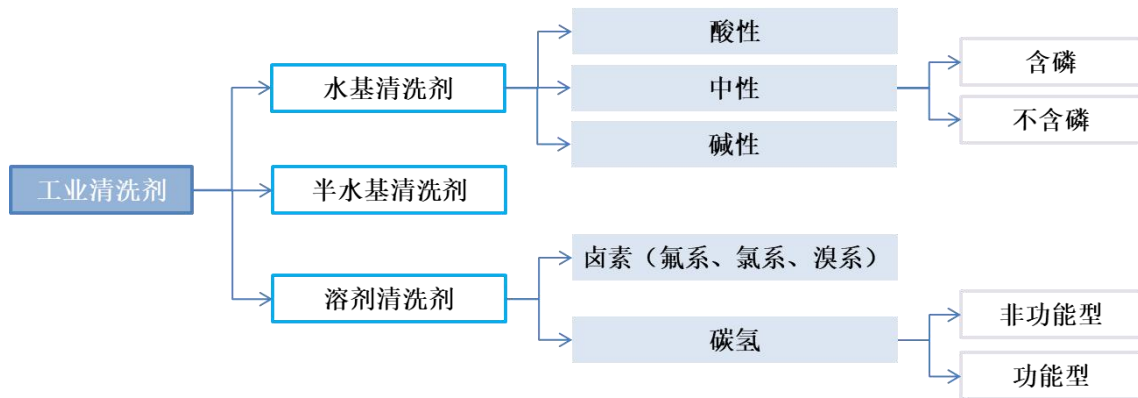 工业清洗剂
水基清洗剂
酸性
中性
含磷
不含磷
碱性
半水基清洗剂
溶剂清洗剂
卤素（氟系、氯系、溴系）
碳氢
非功能型
功能型